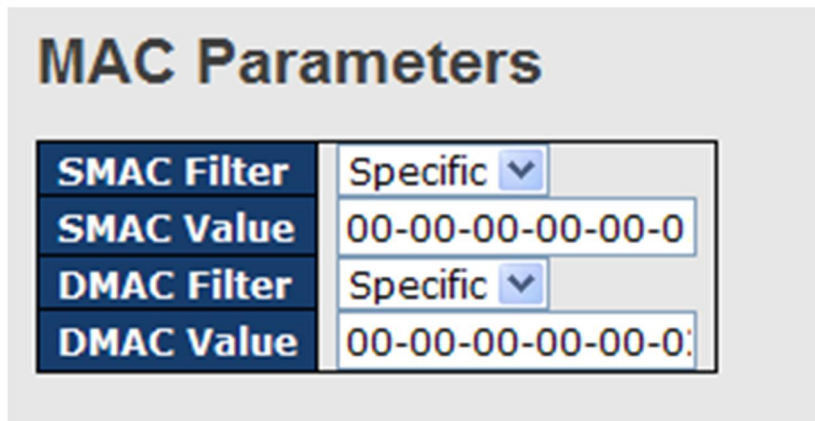 MAC Parameters
SMAC Filter Specific
SMAC Value 00-00-00-00-00-0
DMAC Filter Specific
DMAC Value 00-00-00-00-00-0